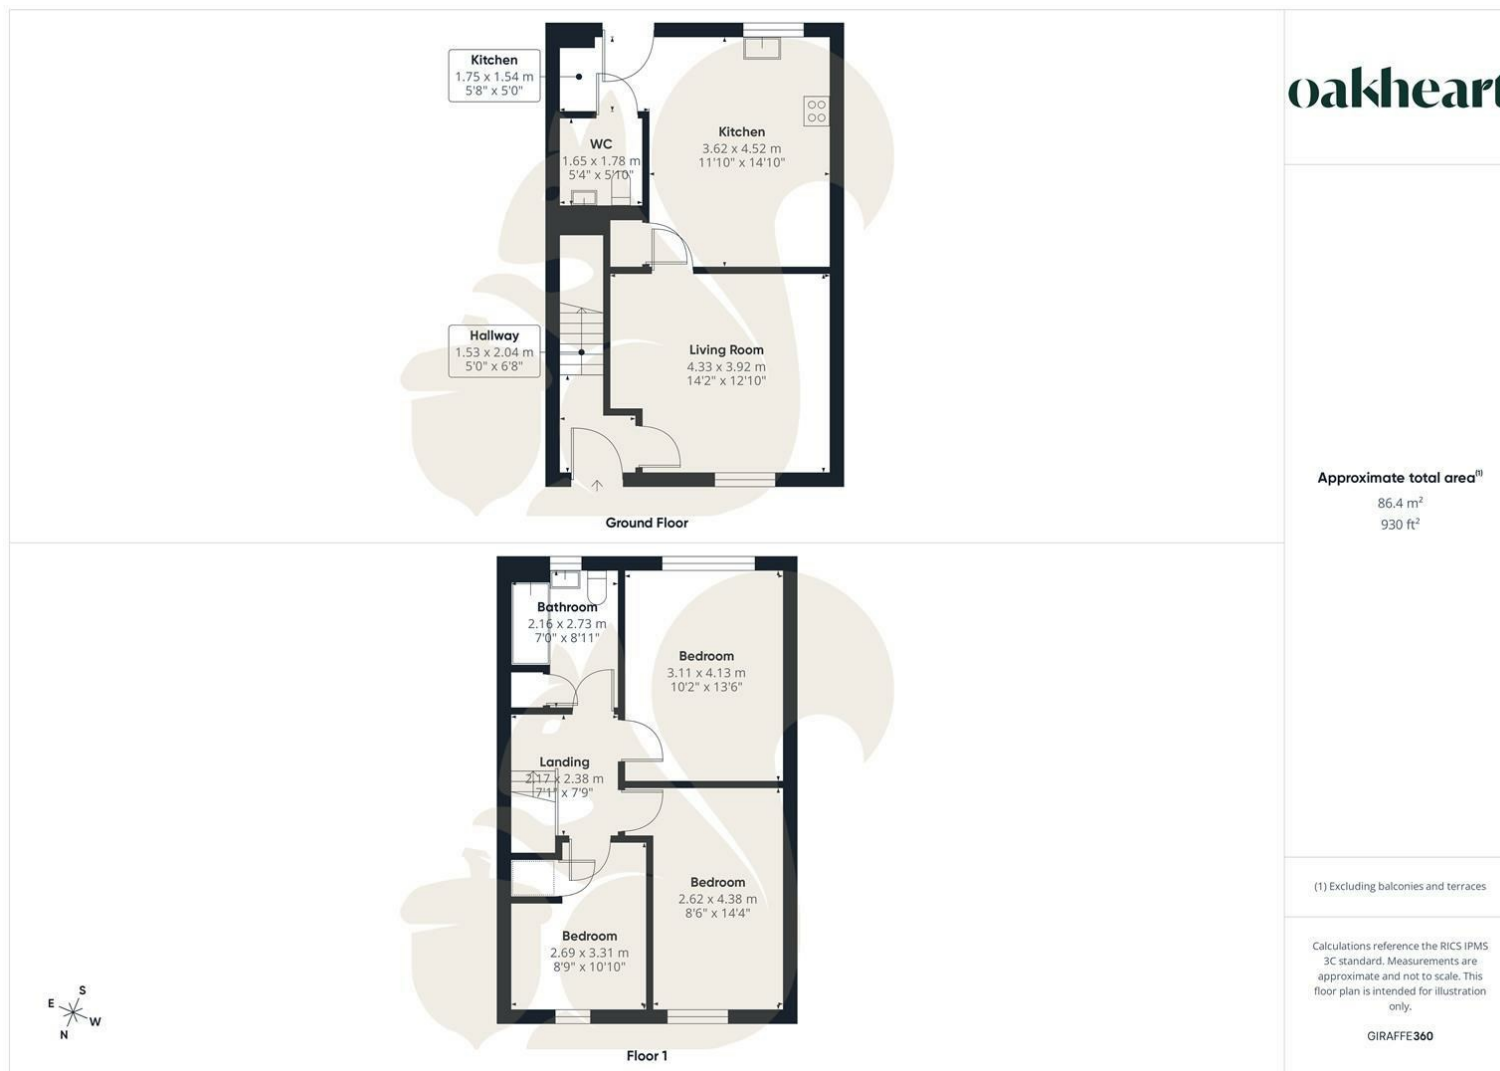 Kitchen
1.75 x 1.54 m
5'8" x 5'0"
WC
1.65 x 1.78 m
5'4" x 5'10"
Kitchen
3.62 x 4.52 m
11'10" x 14'10"
Hallway
1.53 x 2.04 m
5'0" x 6'8"
Living Room
4.33 x 3.92 m
14'2" x 12'10"
Ground Floor
Bathroom
2.16 x 2.73 m
7'0" x 8'11"
Bedroom
3.11 x 4.13 m
10'2" x 13'6"
Landing
2.17 x 2.38 m
7'1" x 7'9"
Bedroom
2.62 x 4.38 m
8'6" x 14'4"
Bedroom
2.69 x 3.31 m
8'9" x 10'10"
Floor 1
S
E
W
N
oakheart
Approximate total area(1)
86.4 m²
930 ft²
(1) Excluding balconies and terraces
Calculations reference the RICS IPMS
3C standard. Measurements are
approximate and not to scale. This
floor plan is intended for illustration
only.
GIRAFFE360